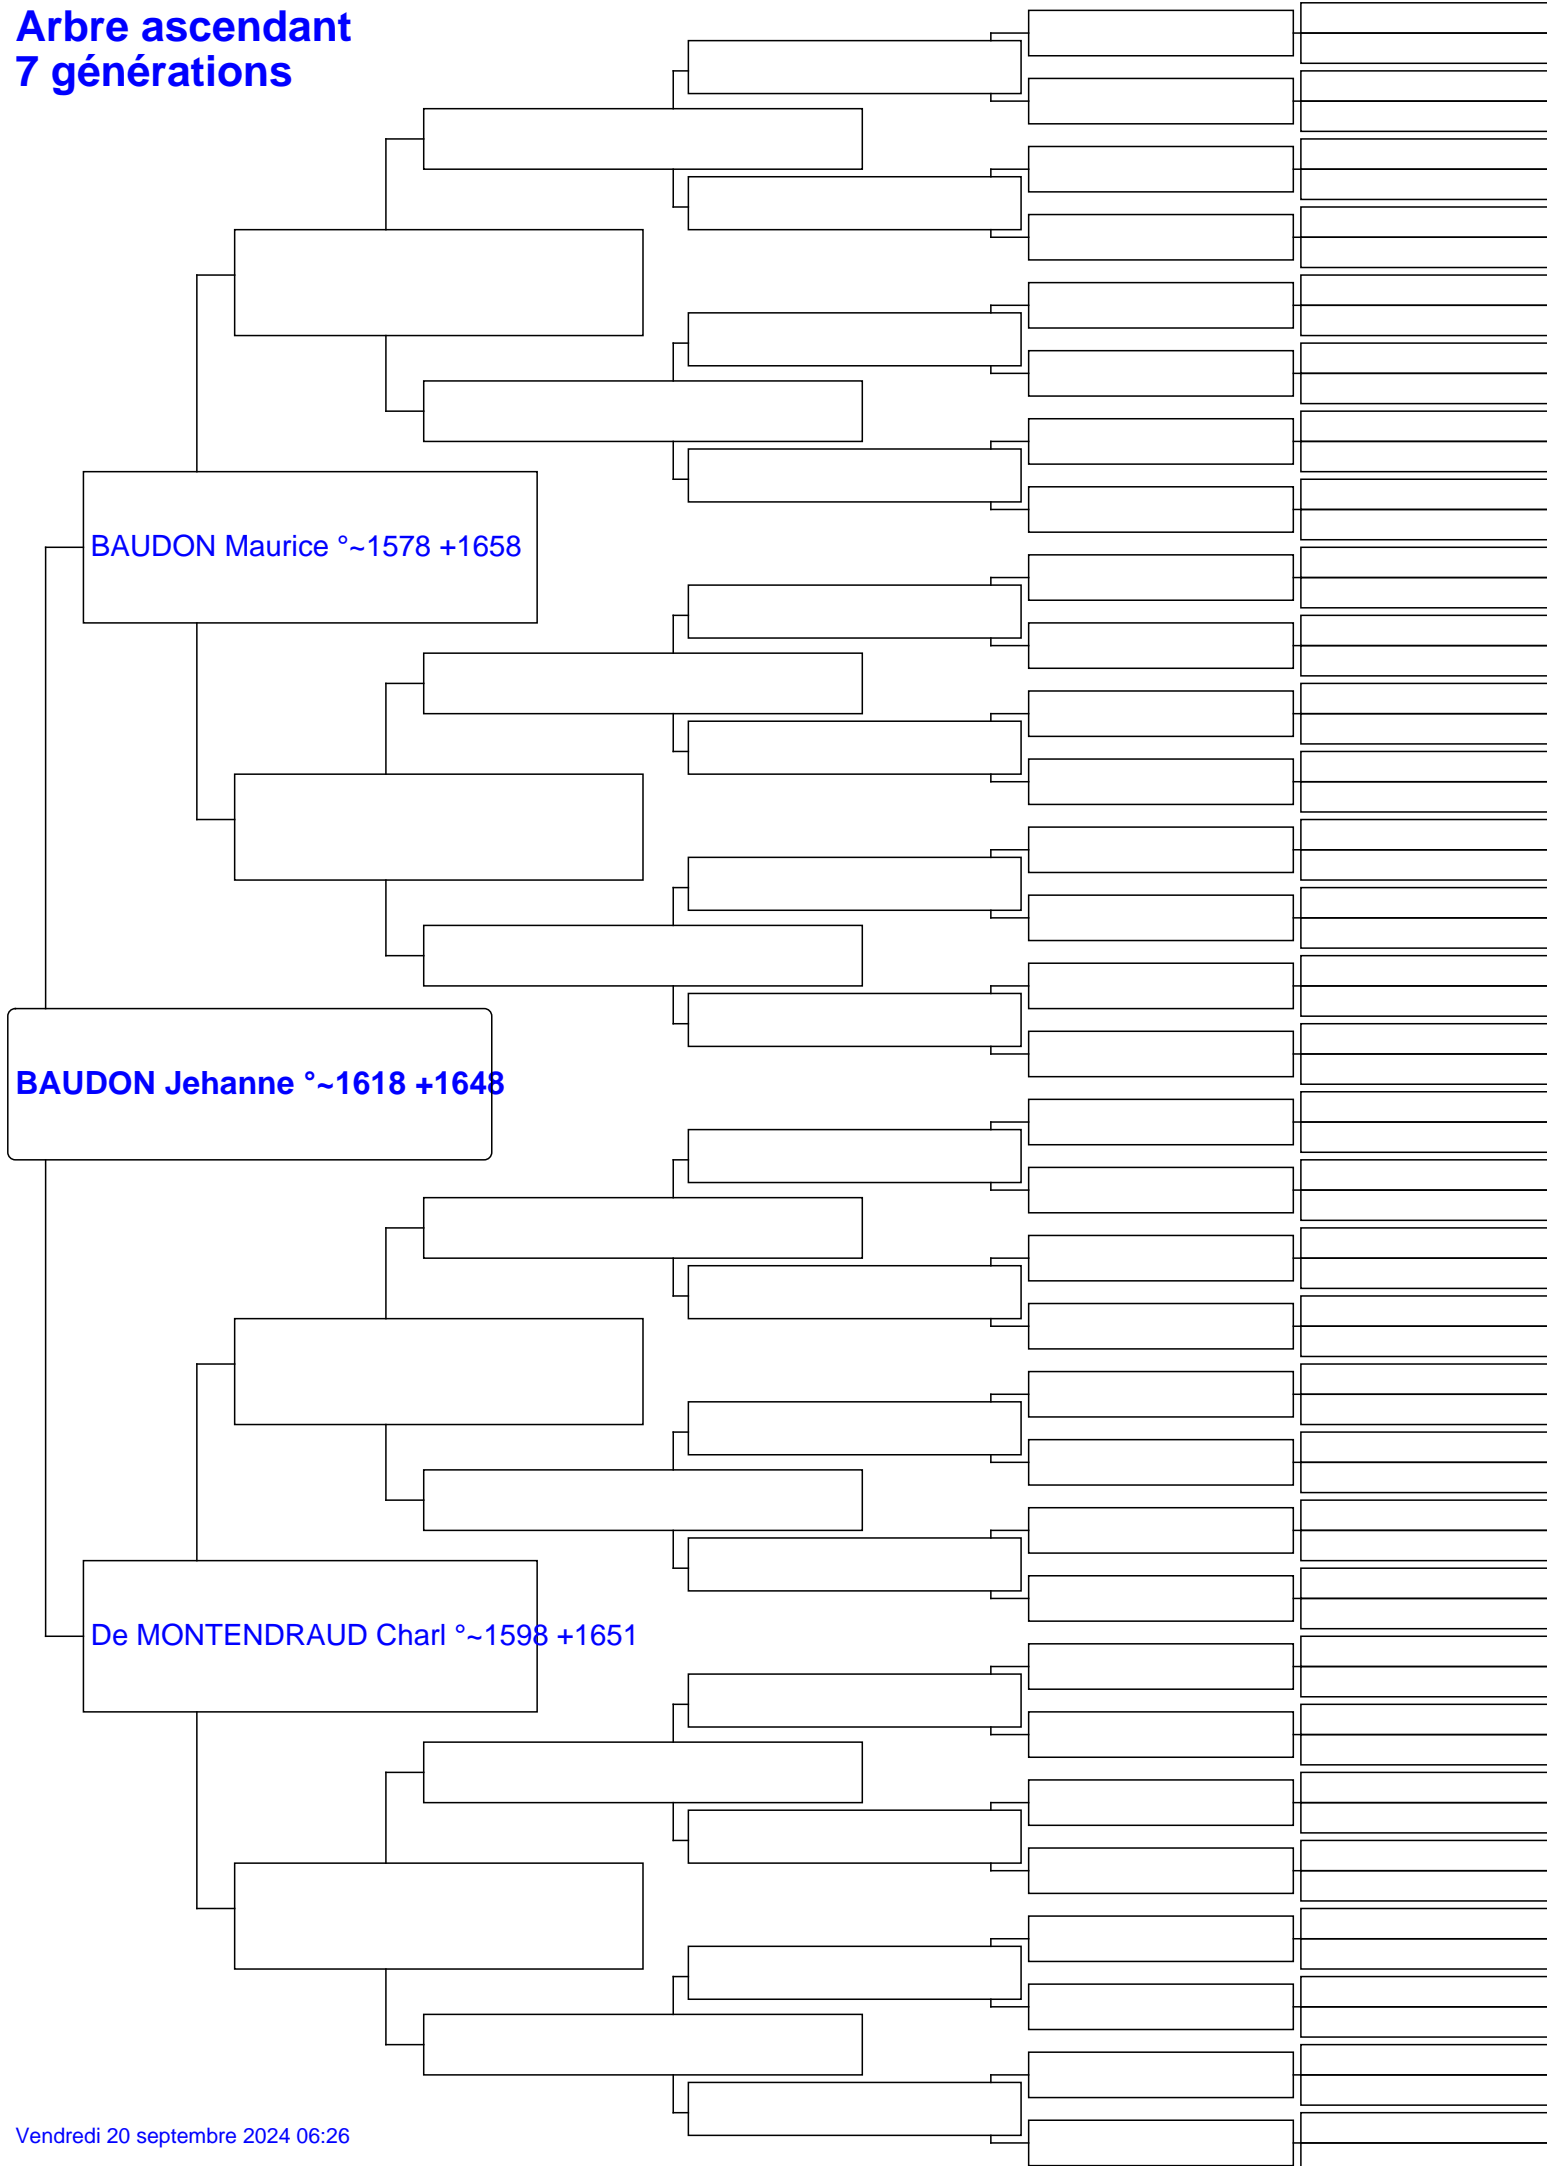 Arbre ascendant
7 générations
BAUDON Maurice °~1578 +1658
BAUDON Jehanne °~1618 +1648
De MONTENDRAUD Charl °~1598 +1651
Vendredi 20 septembre 2024 06:26